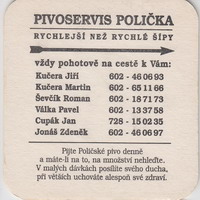 PIVOSERVIS POLIČKA
RYCHLEJŠÍ NEŽ RYCHLÉ ŠÍPY
vždy pohotově na cestě k Vám:
Kučera Jiří 602 - 46 06 93
Kučera Martin 602 - 65 11 66
Ševčík Roman 602 - 18 71 73
Válka Pavel 602 - 13 37 58
Cupák Jan 728 - 15 02 35
Jonáš Zdeněk 602 - 46 06 97
Pijte Poličské pivo denně
a máte-li na to, na množství nehleďte.
V malých dávkách posílíte svého ducha,
při větších uchováte alespoň své zdraví.